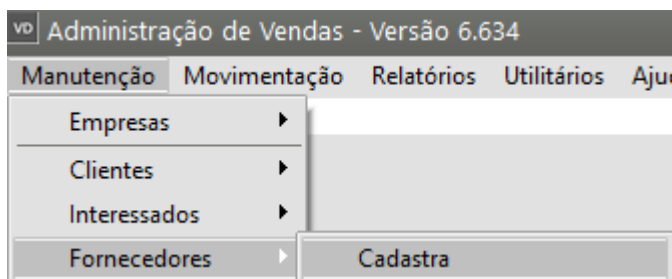 VD Administração de Vendas - Versão 6.634
Manutenção Movimentação Relatórios Utilitários
Empresas
Clientes
Interessados
Fornecedores Cadastra